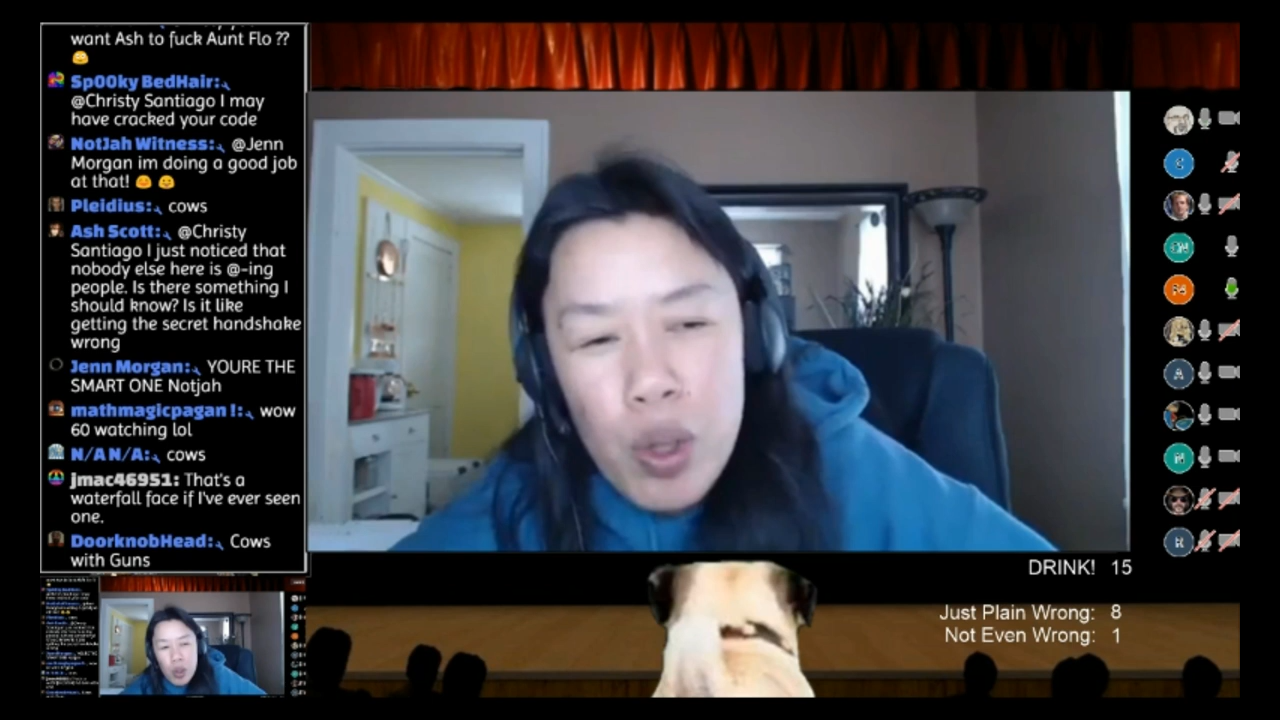 want Ash to fuck Aunt Flo ??
Sp00ky BedHair:
@Christy Santiago I may
have cracked your code
NotJah Witness: @Jenn
Morgan im doing a good job
at that!
Pleidius: cows
Ash Scott: @Christy
Santiago I just noticed that
nobody else here is @-ing
people. Is there something I
should know? Is it like
getting the secret handshake
wrong
Jenn Morgan: YOURE THE
SMART ONE Notjah
mathmagicpagan !: wow
60 watching lol
N/A N/A: cows
jmac46951: That's a
waterfall face if I've ever seen
one.
DoorknobHead: Cows
with Guns
S
A
DRINK! 15
Just Plain Wrong: 8
Not Even Wrong: 1